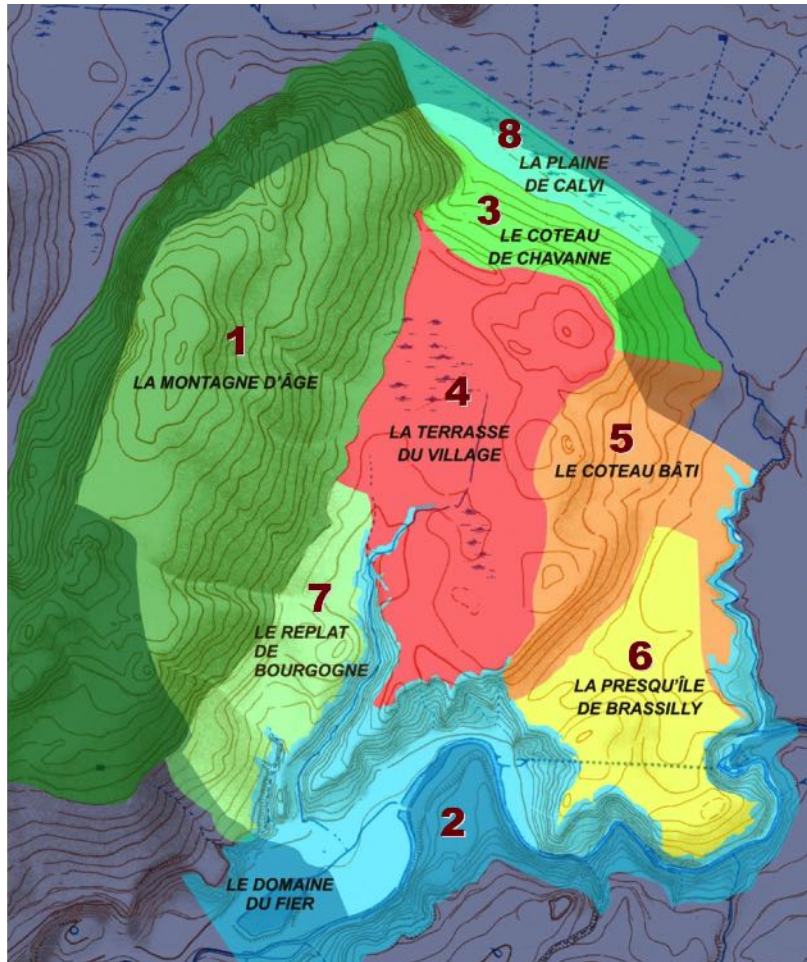 8
LA PLAINE
DE CALVI
3
LE COTEAU
DE CHAVANNE
1
LA MONTAGNE D'ÂGE
4
LA TERRASSE
DU VILLAGE
5
LE COTEAU BÂTI
7
LE REPLAT
DE
BOURGOGNE
6
LA PRESQU'ÎLE
DE BRASSILLY
2
LE DOMAINE
DU FIER